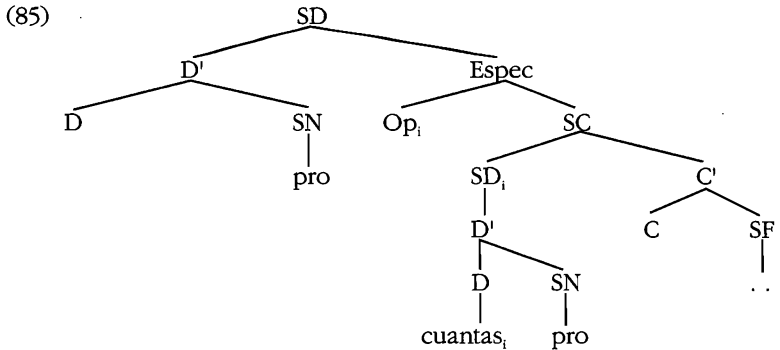 (85) SD
D' Espec
D SN Opᵢ SC
pro SDᵢ C'
D' C SF
D SN . .
cuantasᵢ pro